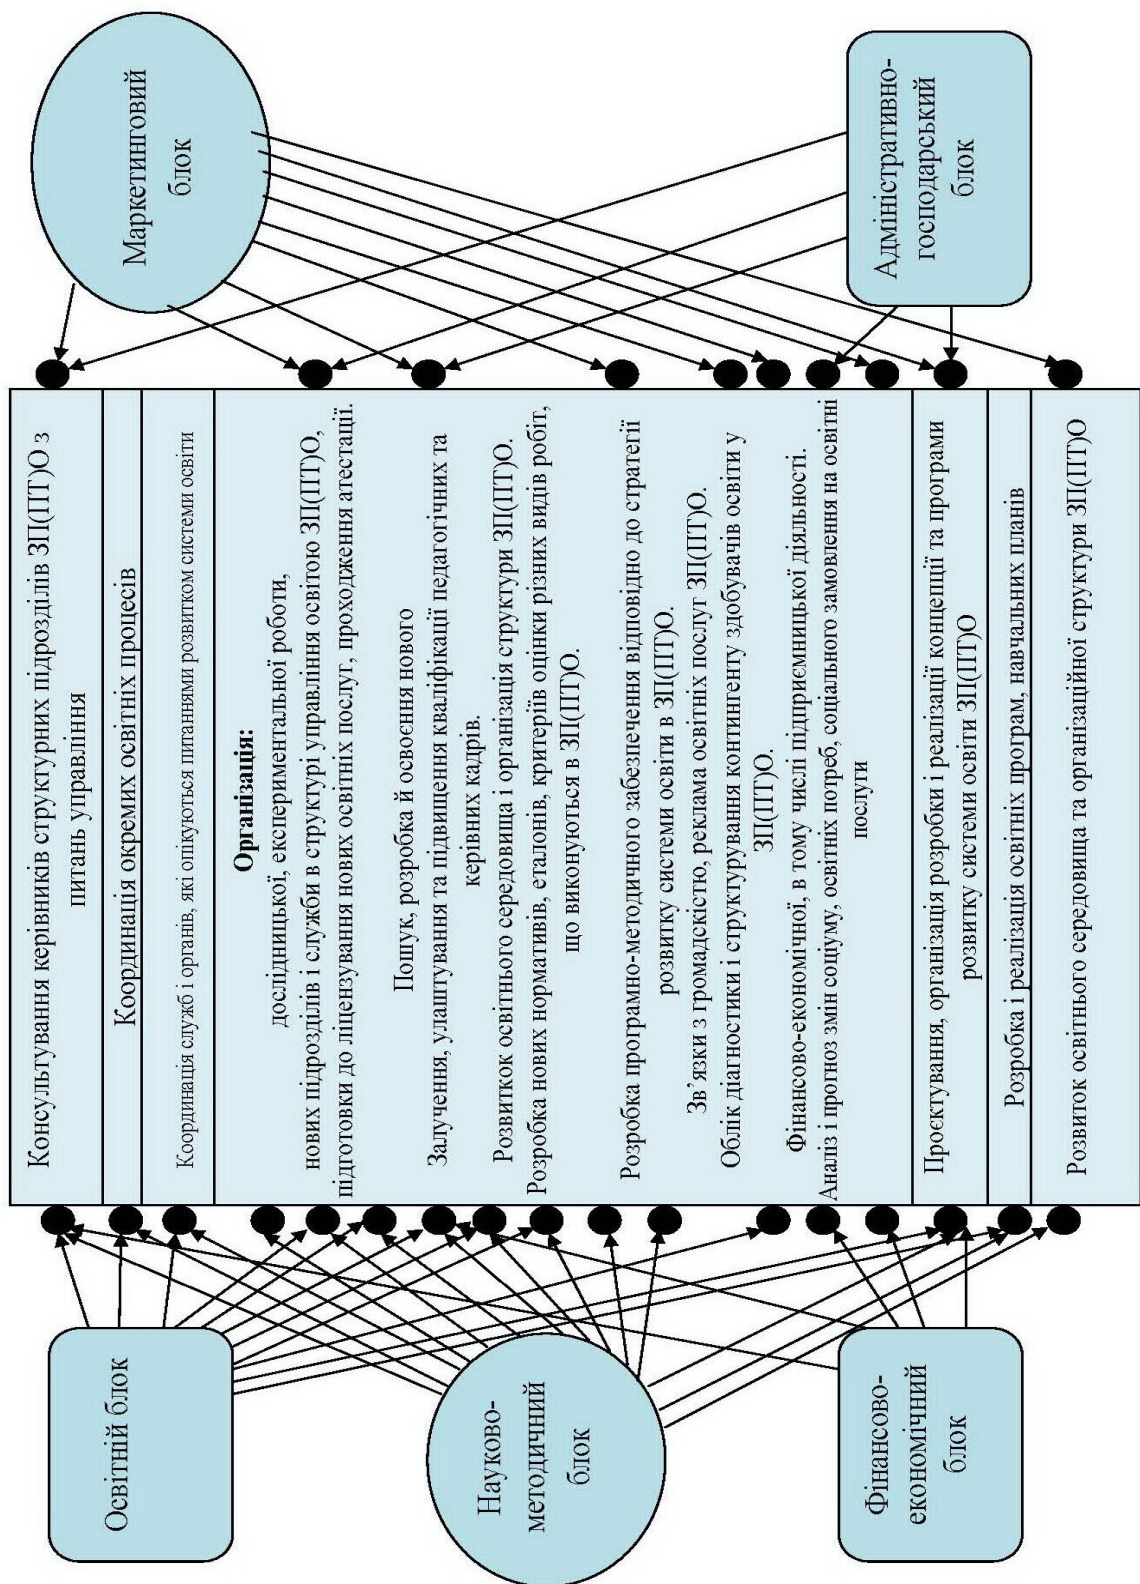 Освітній блок
Науково-
методичний
блок
Фінансово-
економічний
блок
Консультування керівників структурних підрозділів ЗП(ПТ)О з
питань управління
Координація окремих освітніх процесів
Координація служб і органів, які опікуються питаннями розвитком системи освіти
Організація:
дослідницької, експериментальної роботи,
нових підрозділів і служби в структурі управління освітою ЗП(ПТ)О,
підготовки до ліцензування нових освітніх послуг, проходження атестації.
Пошук, розробка й освоєння нового
Залучення, улаштування та підвищення кваліфікації педагогічних та
керівних кадрів.
Розвитюк освітнього середовища і організація структури ЗП(ПТ)О.
Розробка нових нормативів, еталонів, критеріїв оцінки різних видів робіт,
що виконуються в ЗП(ПТ)О.
Розробка програмно-методичного забезпечення відповідно до стратегії
розвитку системи освіти в ЗП(ПТ)О.
Зв’язки з громадскістю, реклама освітніх послуг ЗП(ПТ)О.
Облік діагностики і структурування контингенту здобувачів освіти у
ЗП(ПТ)О.
Фінансово-економічної, в тому числі підприємницької діяльності.
Аналіз і прогноз змін соціуму, освітніх потреб, соціального замовлення на освітні
послуги
Проєктування, організація розробки і реалізації концепції та програми
розвитку системи освіти ЗП(ПТ)О
Розробка і реалізація освітніх програм, навчальних планів
Розвиток освітнього середовища та організаційної структури ЗП(ПТ)О
Маркетинговий
блок
Адміністративно-
господарський
блок